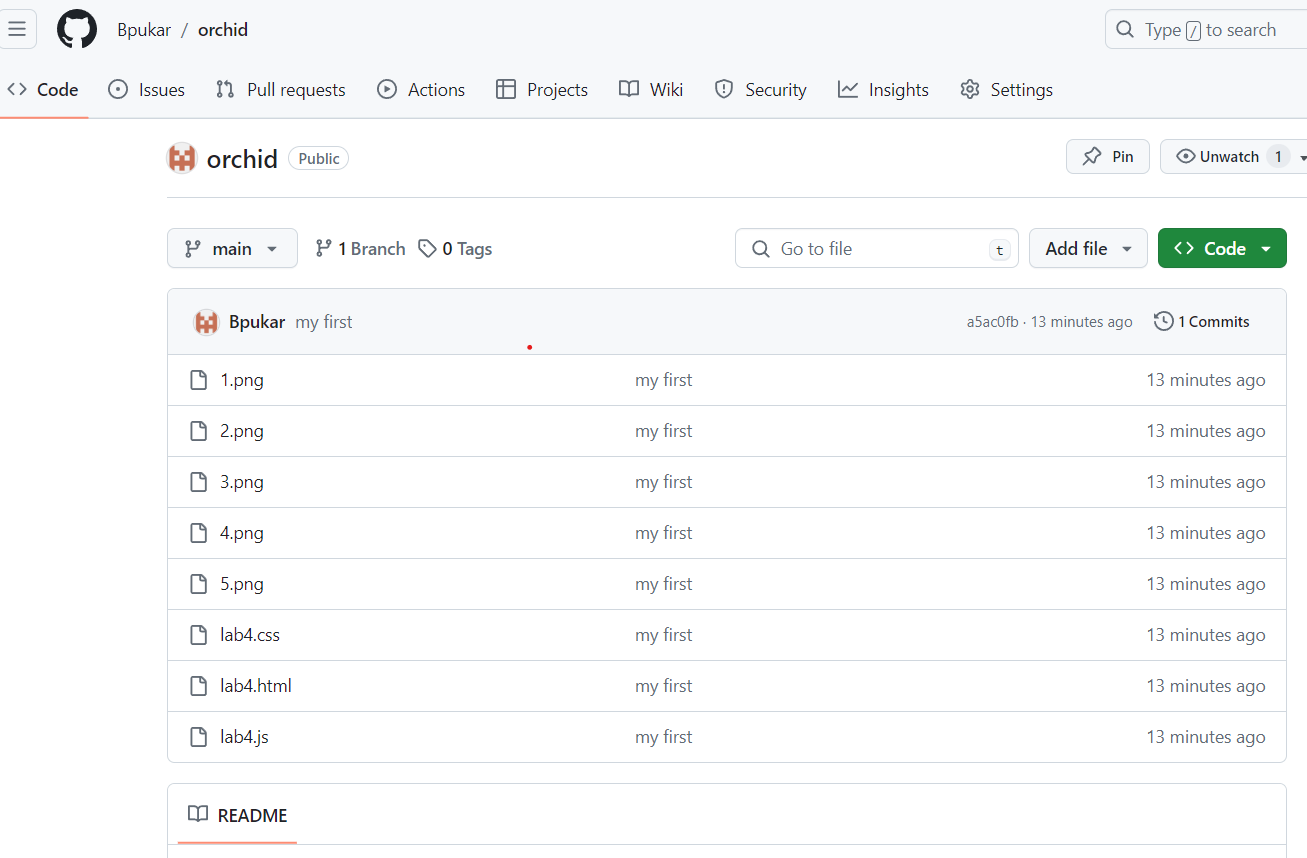 Bpukar / orchid
Type / to search
Code Issues Pull requests Actions Projects Wiki Security Insights Settings
orchid Public
Pin Unwatch 1
main 1 Branch 0 Tags
Go to file t Add file Code
Bpukar my first a5ac0fb · 13 minutes ago 1 Commits
1.png my first 13 minutes ago
2.png my first 13 minutes ago
3.png my first 13 minutes ago
4.png my first 13 minutes ago
5.png my first 13 minutes ago
lab4.css my first 13 minutes ago
lab4.html my first 13 minutes ago
lab4.js my first 13 minutes ago
README